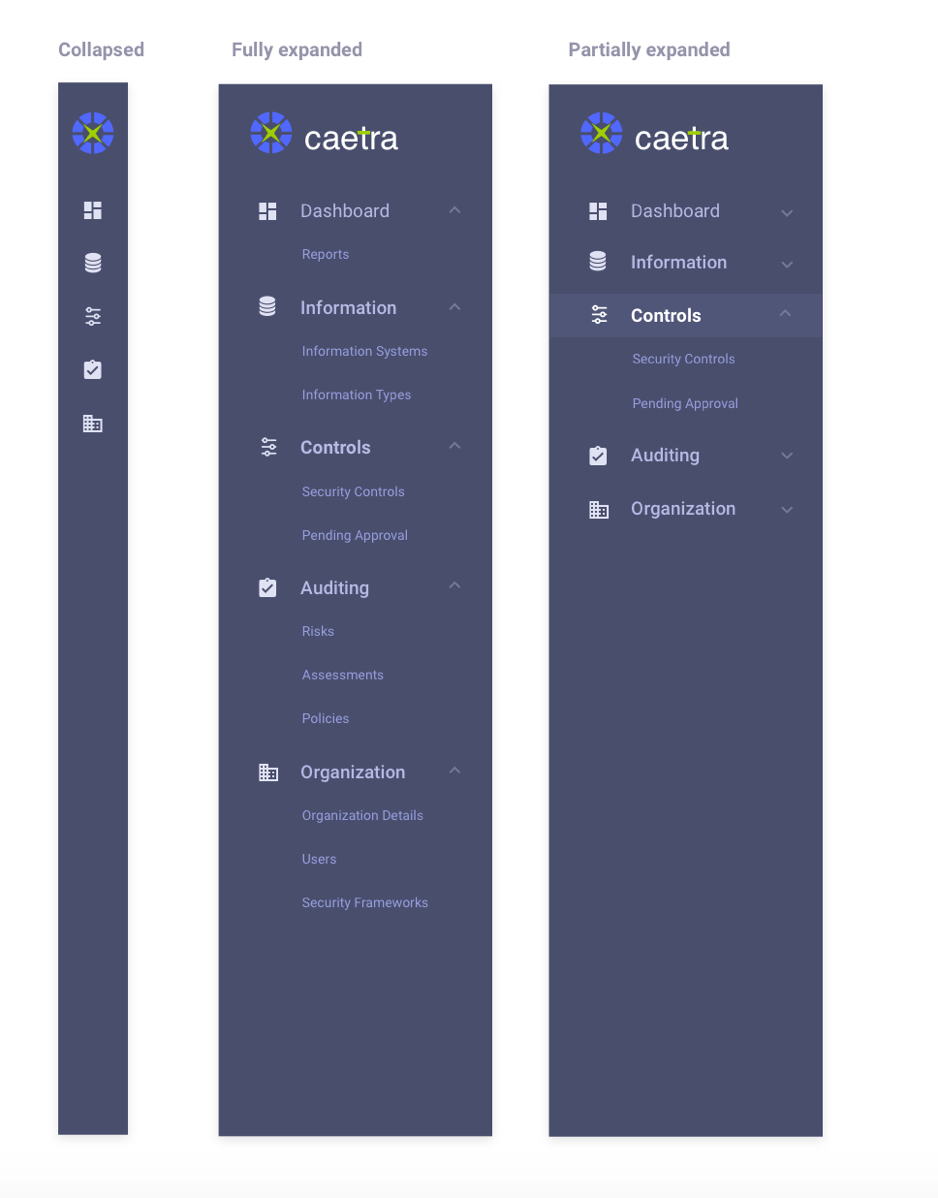 Collapsed
Fully expanded
Partially expanded
caetra
Dashboard
Reports
Information
Information Systems
Information Types
Controls
Security Controls
Pending Approval
Auditing
Risks
Assessments
Policies
Organization
Organization Details
Users
Security Frameworks
caetra
Dashboard
Information
Controls
Security Controls
Pending Approval
Auditing
Organization